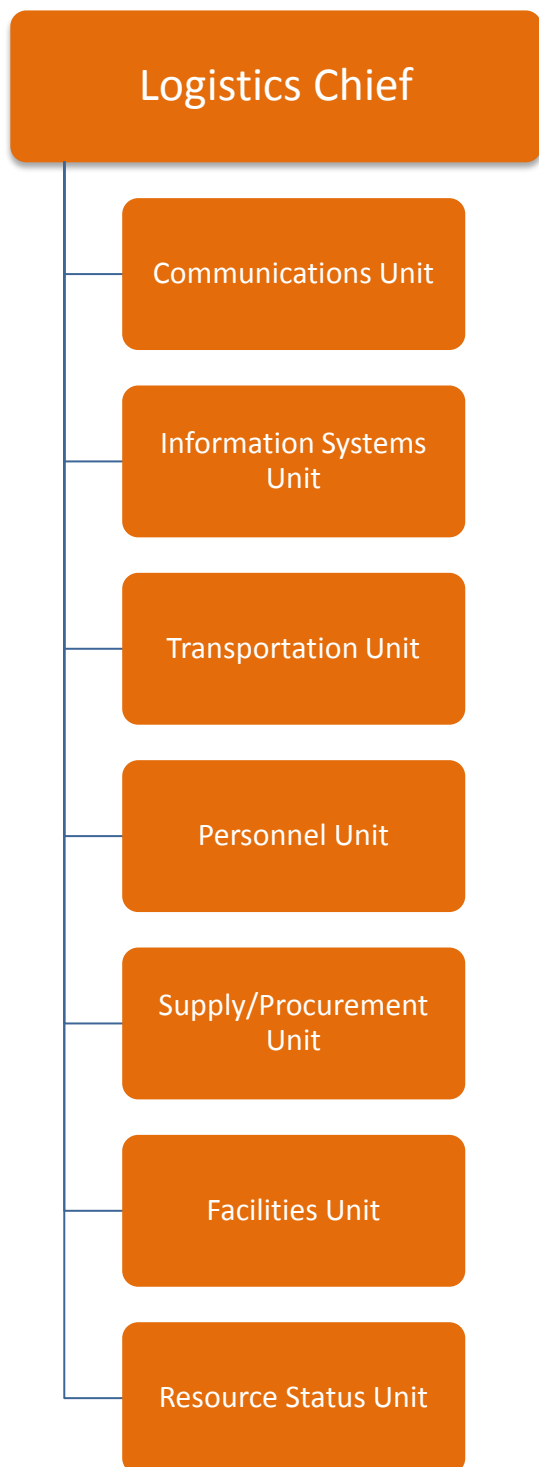 Logistics Chief
Communications Unit
Information Systems
Unit
Transportation Unit
Personnel Unit
Supply/Procurement
Unit
Facilities Unit
Resource Status Unit